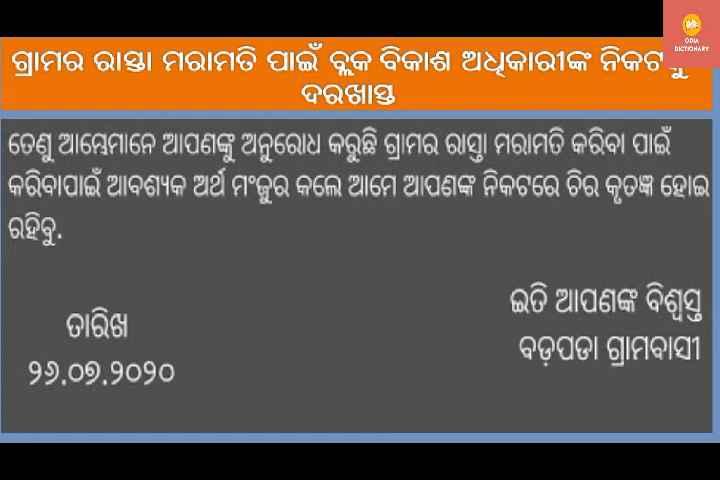 ODIA
DICTIONARY
ଗ୍ରାମର ରାସ୍ତା ମରାମତି ପାଇଁ ବ୍ଲକ ବିକାଶ ଅଧିକାରୀଙ୍କ
ଦରଖାସ୍ତ
ତେଣୁ ଆମ୍ଭେମାନେ ଆପଣଙ୍କୁ ଅନୁରୋଧ କରୁଛି ଗ୍ରାମର ରାସ୍ତା ମରାମତି କରିବା ପାଇଁ
କରିବାପାଇଁ ଆବଶ୍ୟକ ଅର୍ଥ ମଂଜୁର କଲେ ଆମେ ଆପଣଙ୍କ ନିକଟରେ ଚିର କୃତଜ୍ଞ ହୋଇ
ରହିବୁ.
ଇତି ଆପଣଙ୍କ ବିଶ୍ୱସ୍ତ
ବଡ଼ପଡା ଗ୍ରାମବାସୀ
ତାରିଖ
୨୬.୦୭.୨୦୨୦